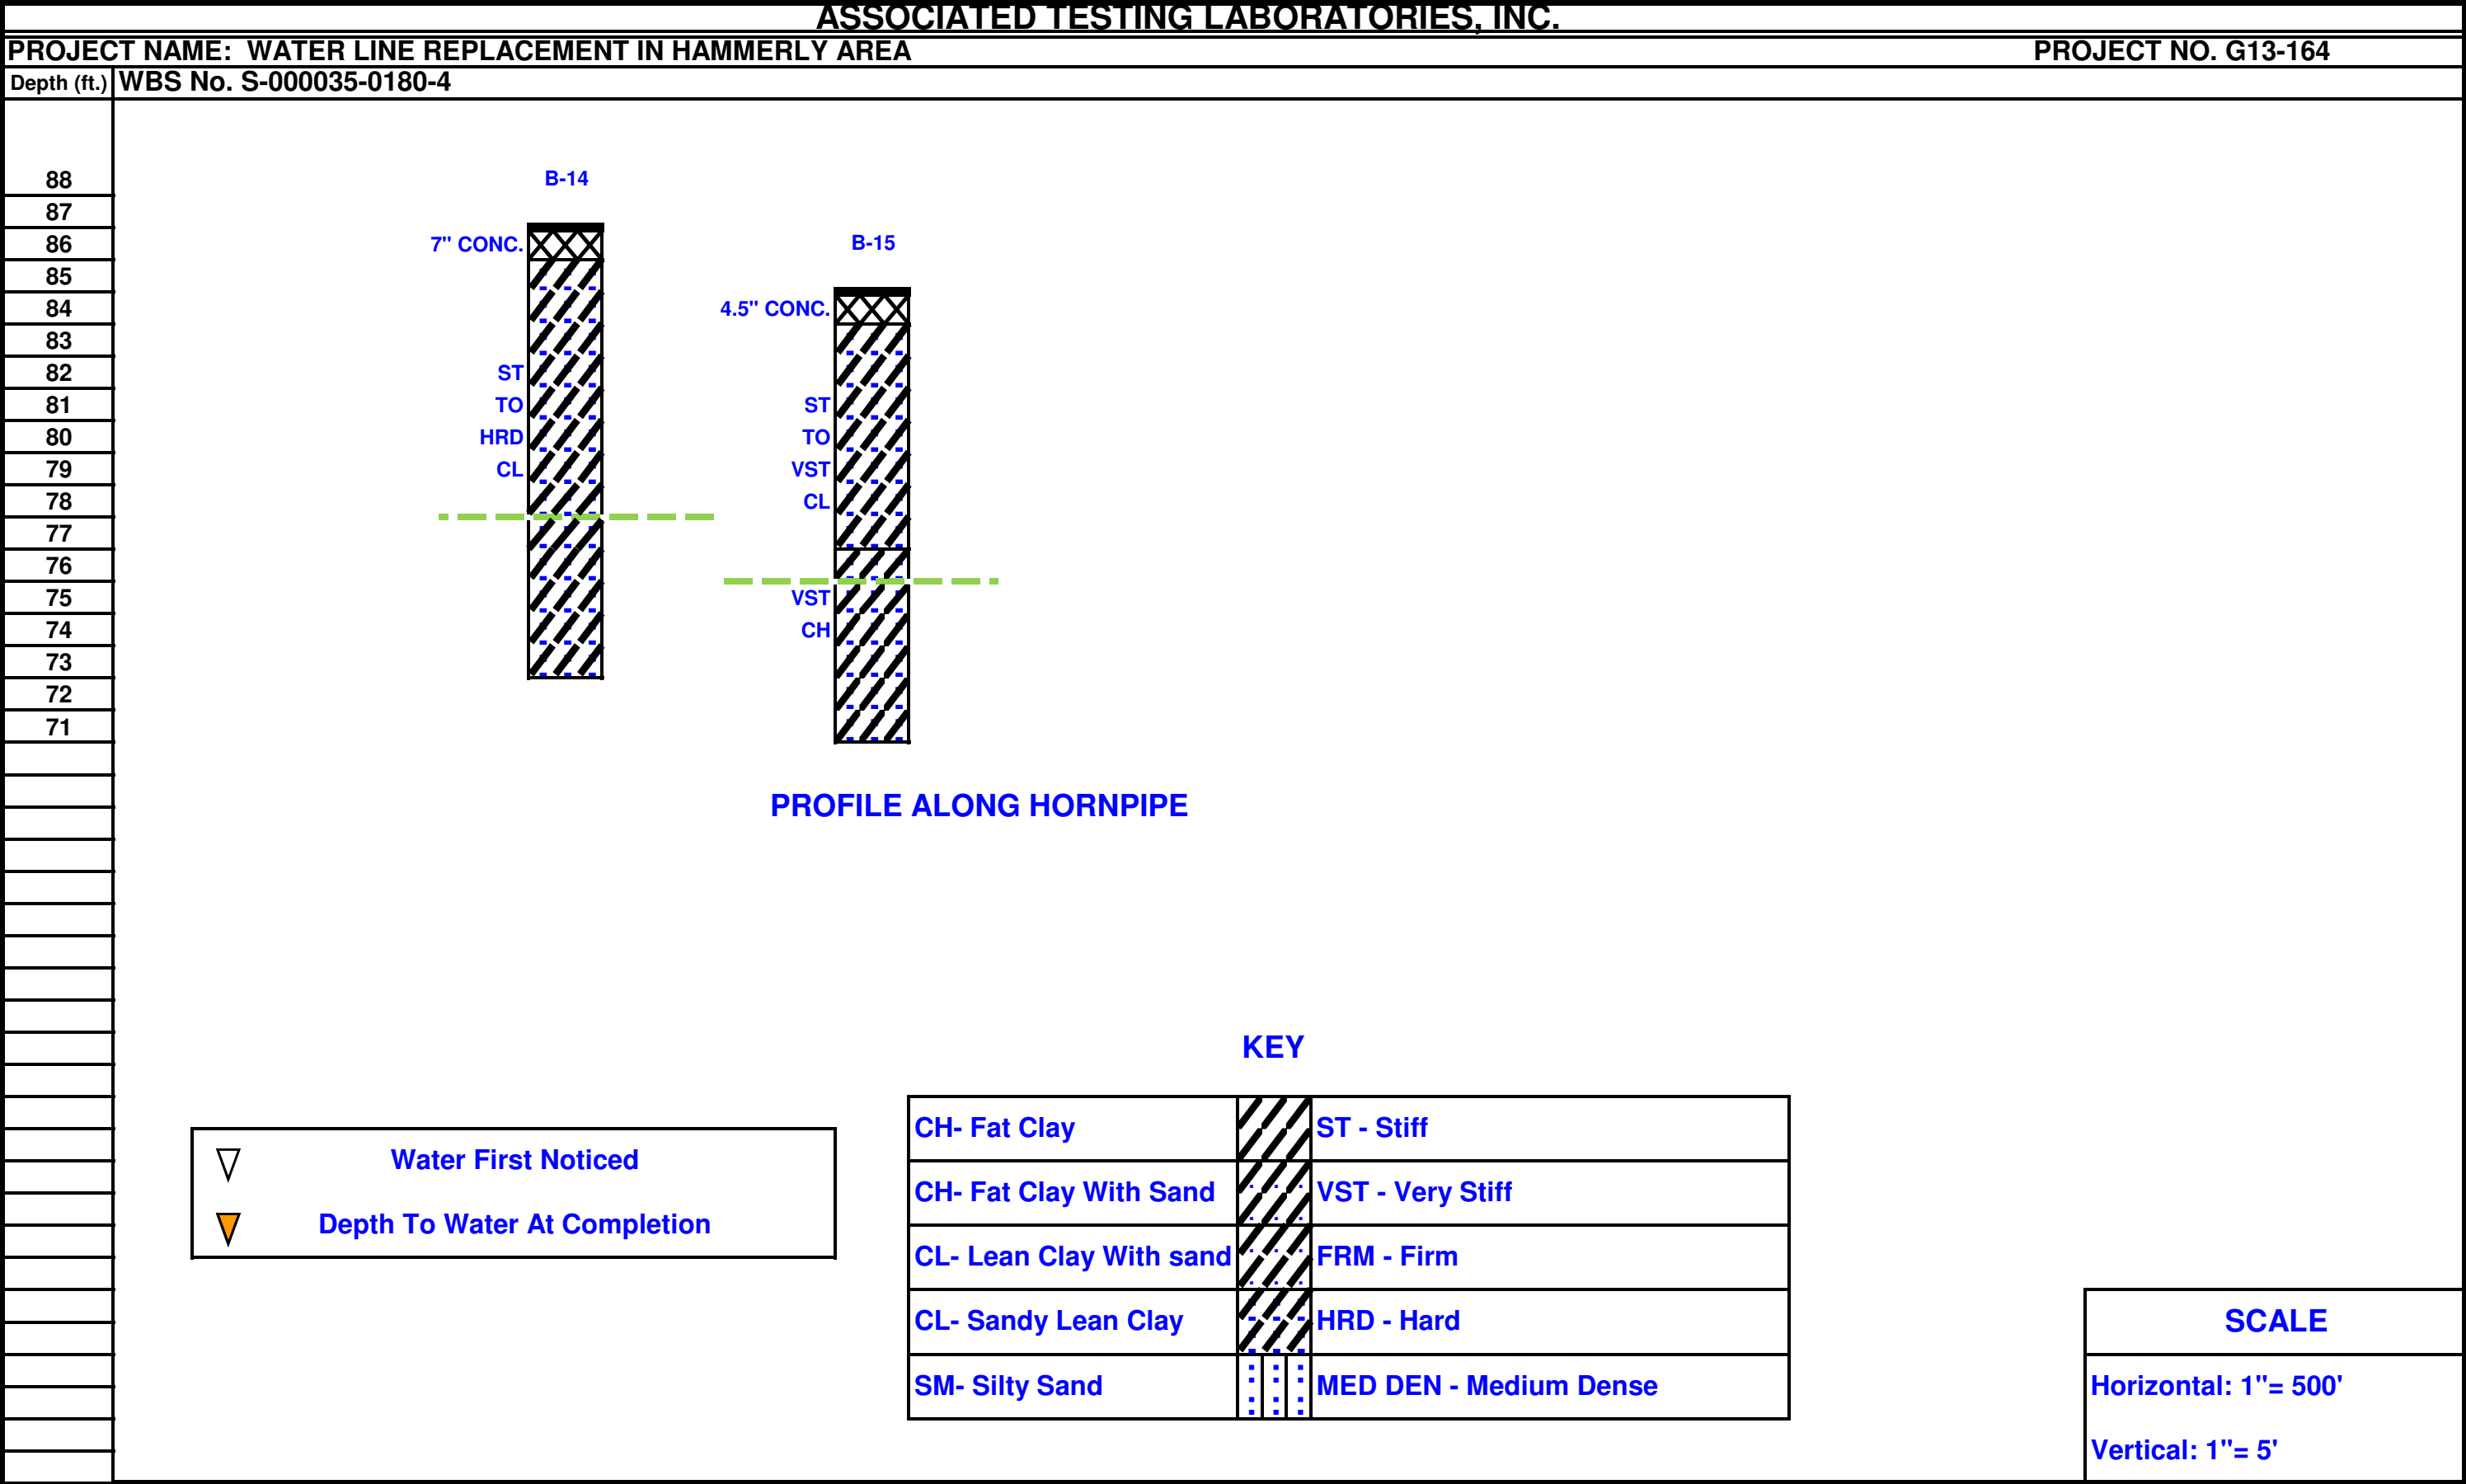 ASSOCIATED TESTING LABORATORIES, INC.
PROJECT NAME: WATER LINE REPLACEMENT IN HAMMERLY AREA PROJECT NO. G13-164
Depth (ft.) WBS No. S-000035-0180-4
88
87
86
85
84
83
82
81
80
79
78
77
76
75
74
73
72
71
B-14
7" CONC.
ST
TO
HRD
CL
B-15
4.5" CONC.
ST
TO
VST
CL
VST
CH
PROFILE ALONG HORNPIPE
Water First Noticed
Depth To Water At Completion
KEY
CH- Fat Clay ST - Stiff
CH- Fat Clay With Sand VST - Very Stiff
CL- Lean Clay With sand FRM - Firm
CL- Sandy Lean Clay HRD - Hard
SM- Silty Sand MED DEN - Medium Dense
SCALE
Horizontal: 1"= 500'
Vertical: 1"= 5'